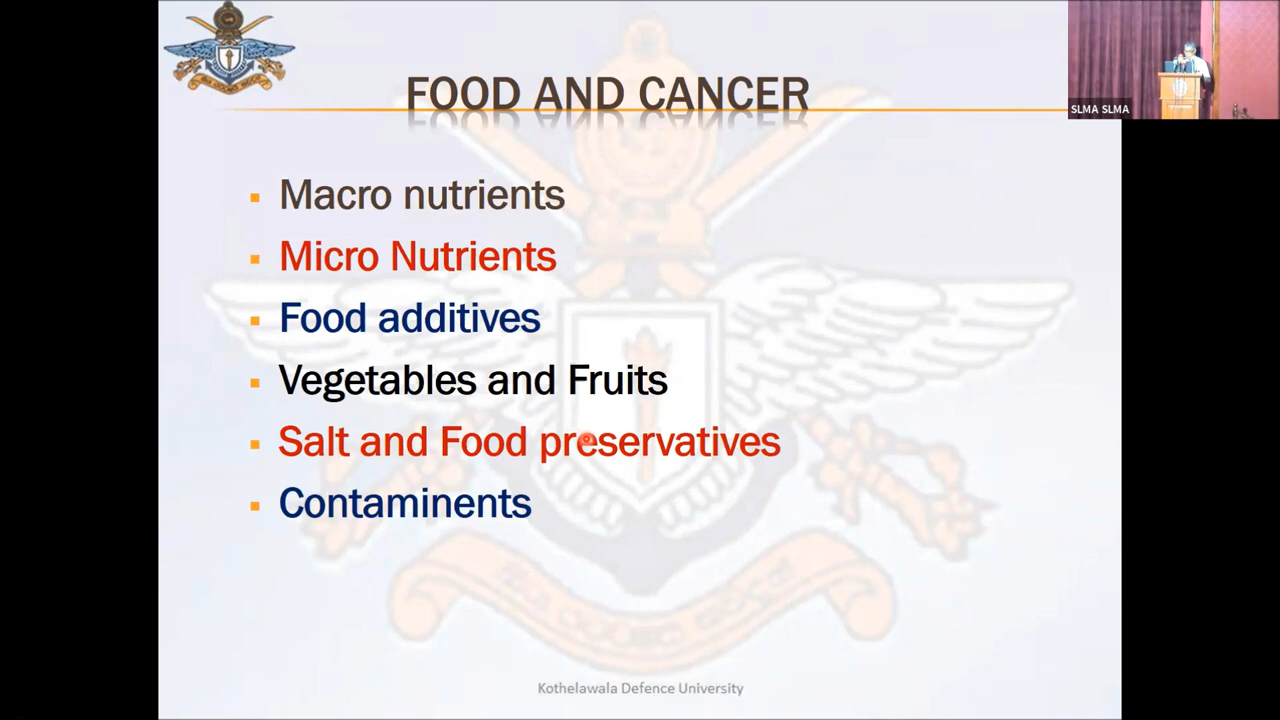 FOOD AND CANCER
SLMA SLMA
Macro nutrients
Micro Nutrients
Food additives
Vegetables and Fruits
Salt and Food preservatives
Contaminents
Kothelawala Defence University